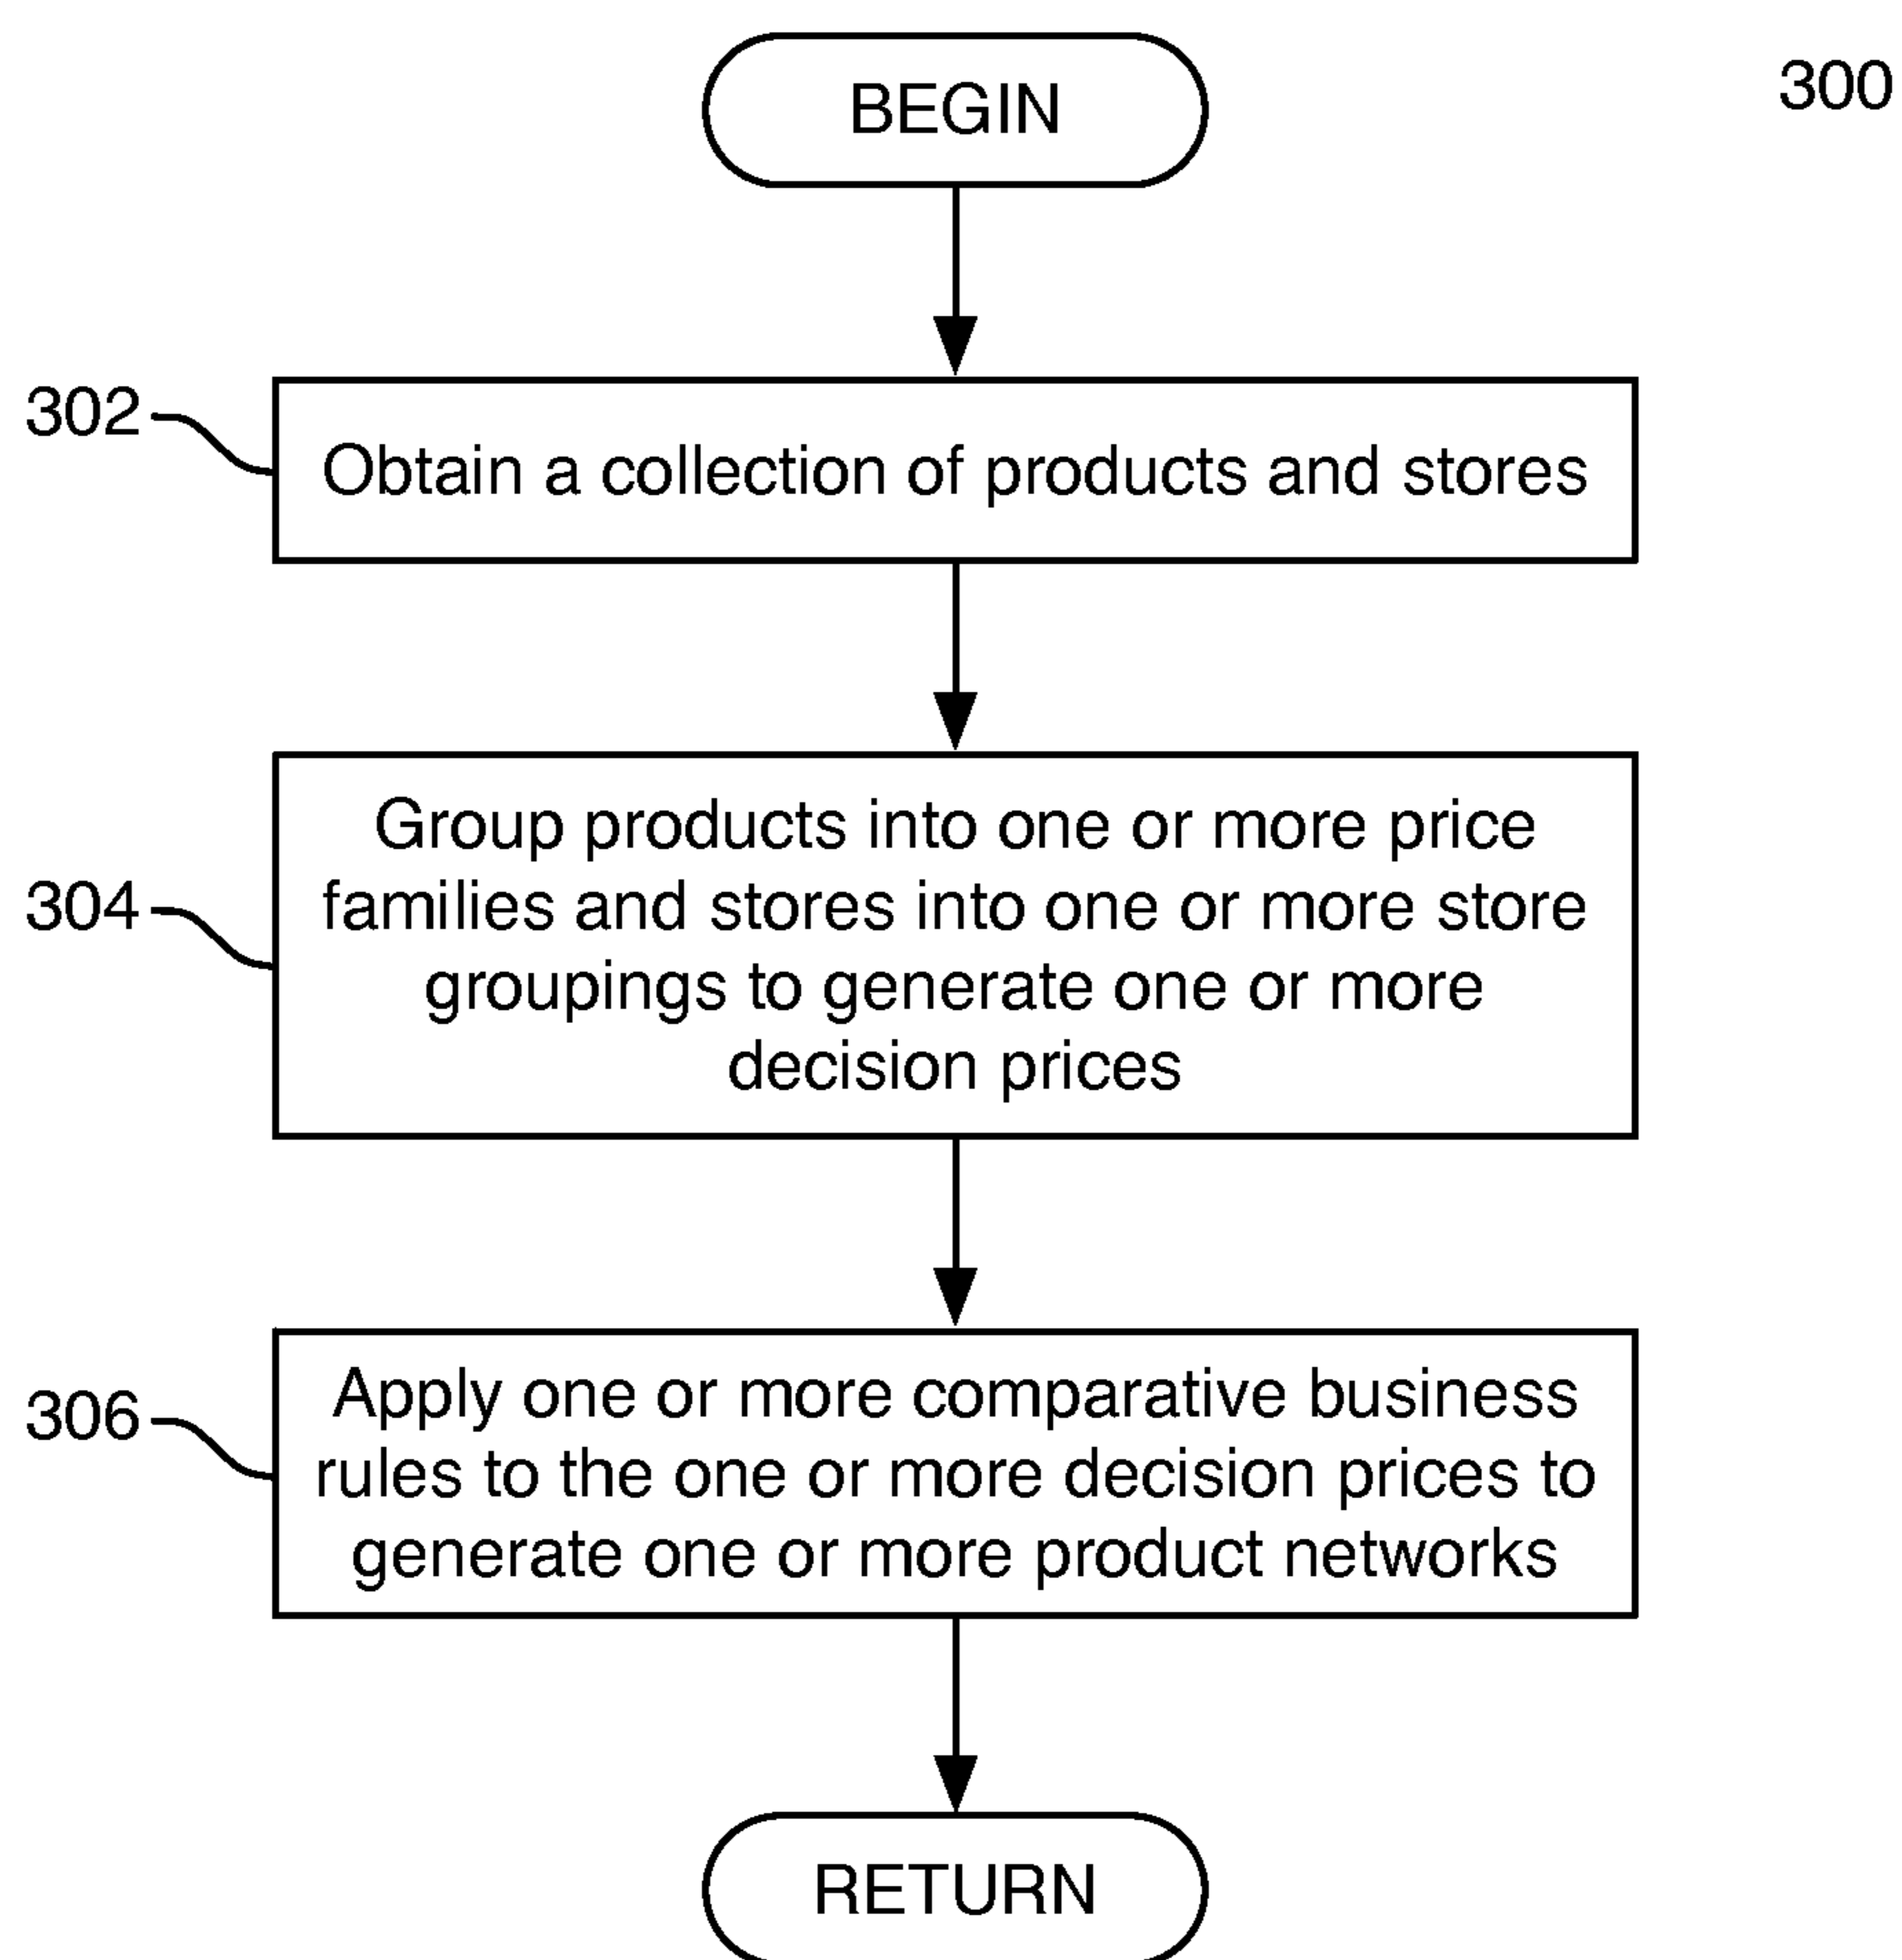 BEGIN
300
302
Obtain a collection of products and stores
304
Group products into one or more price
families and stores into one or more store
groupings to generate one or more
decision prices
306
Apply one or more comparative business
rules to the one or more decision prices to
generate one or more product networks
RETURN